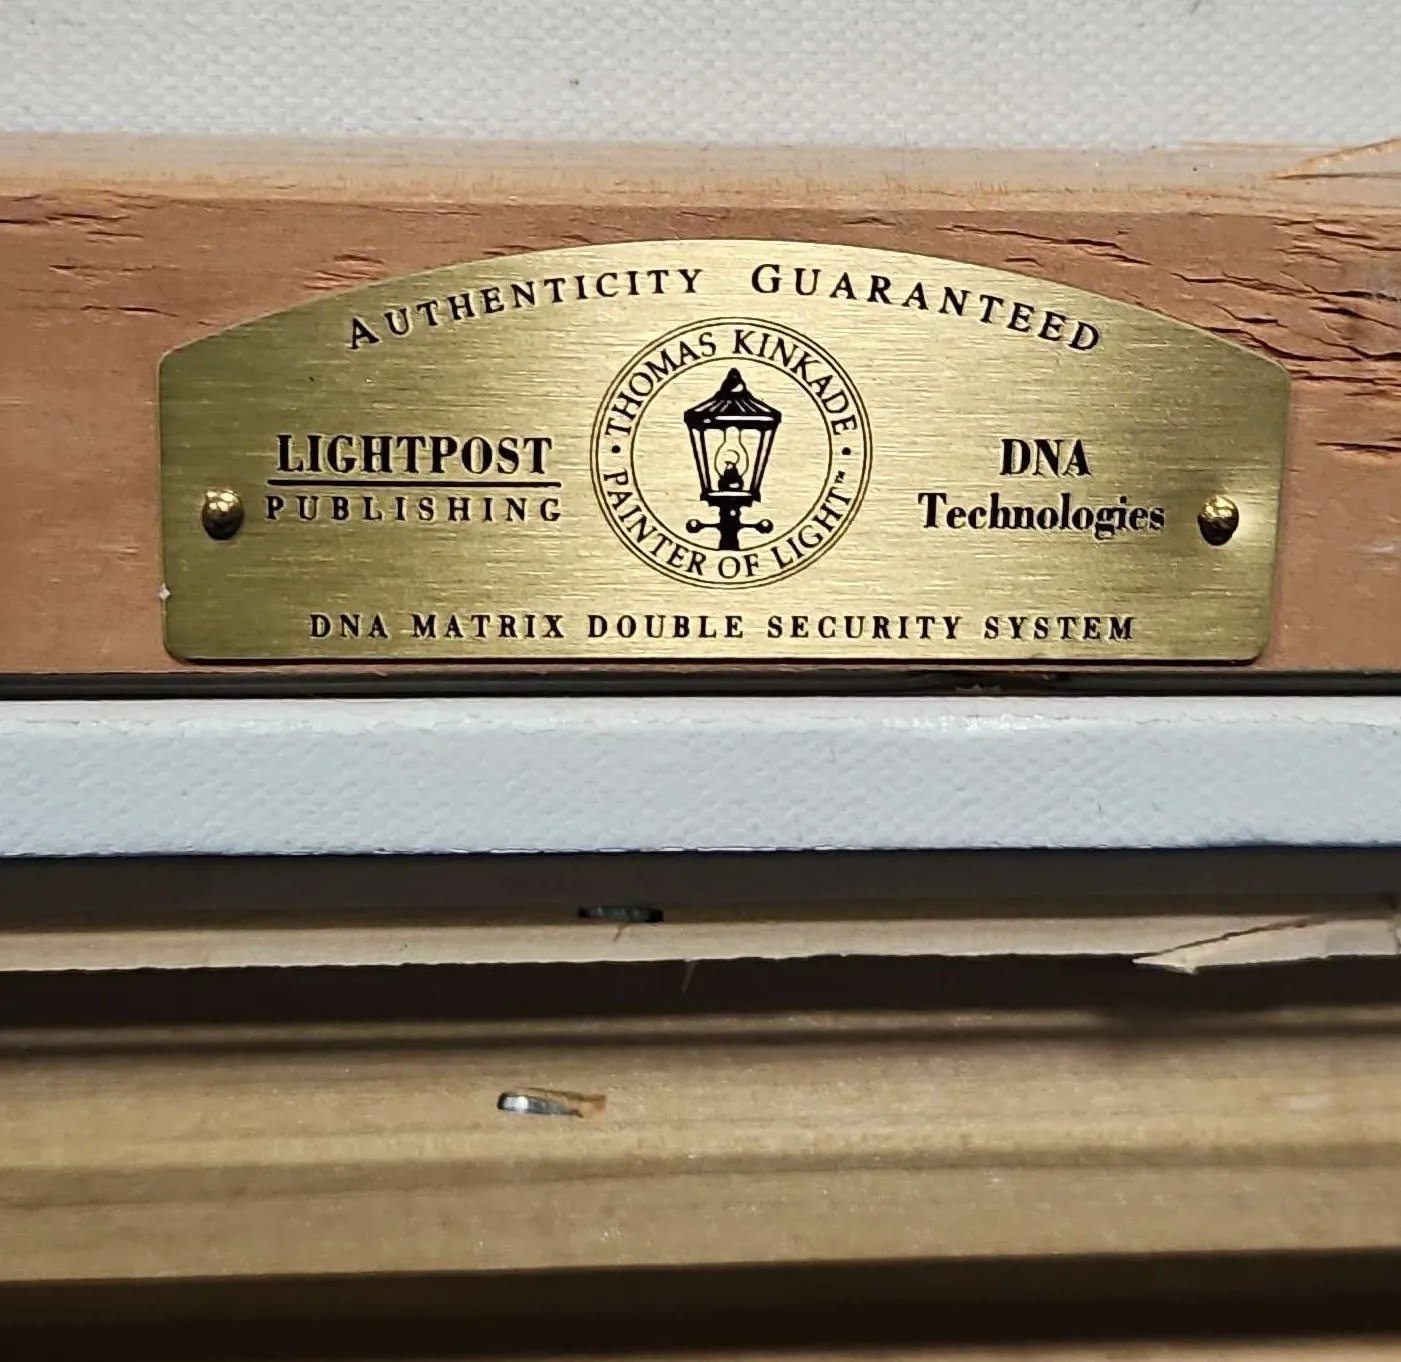 AUTHENTICITY GUARANTEED
· THOMAS KINKADE ·
PAINTER OF LIGHT™
LIGHTPOST
PUBLISHING
DNA
Technologies
DNA MATRIX DOUBLE SECURITY SYSTEM